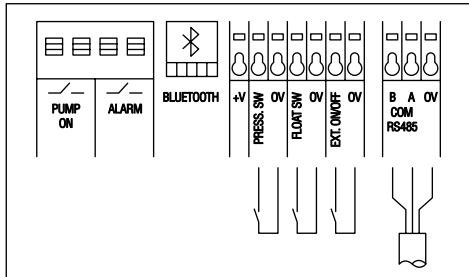 PUMP
ON
ALARM
BLUETOOTH
+V
PRESS. SW
0V
FLOAT SW
0V
EXT. ON/OFF
0V
B A 0V
COM
RS485